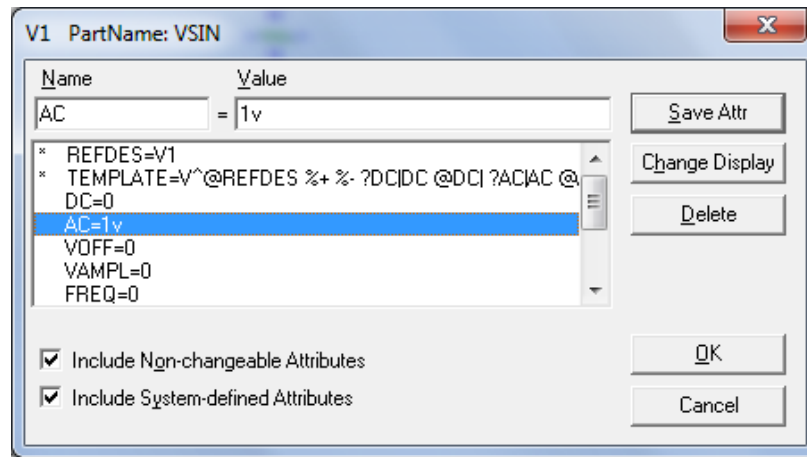 V1 PartName: VSIN
Name Value
AC = 1v
Save Attr
* REFDES=V1
* TEMPLATE=V^@REFDES %+ %- ?DC|DC @DC| ?AC|AC @
DC=0
AC=1v
VOFF=0
VAMPL=0
FREQ=0
Change Display
Delete
Include Non-changeable Attributes
Include System-defined Attributes
OK
Cancel